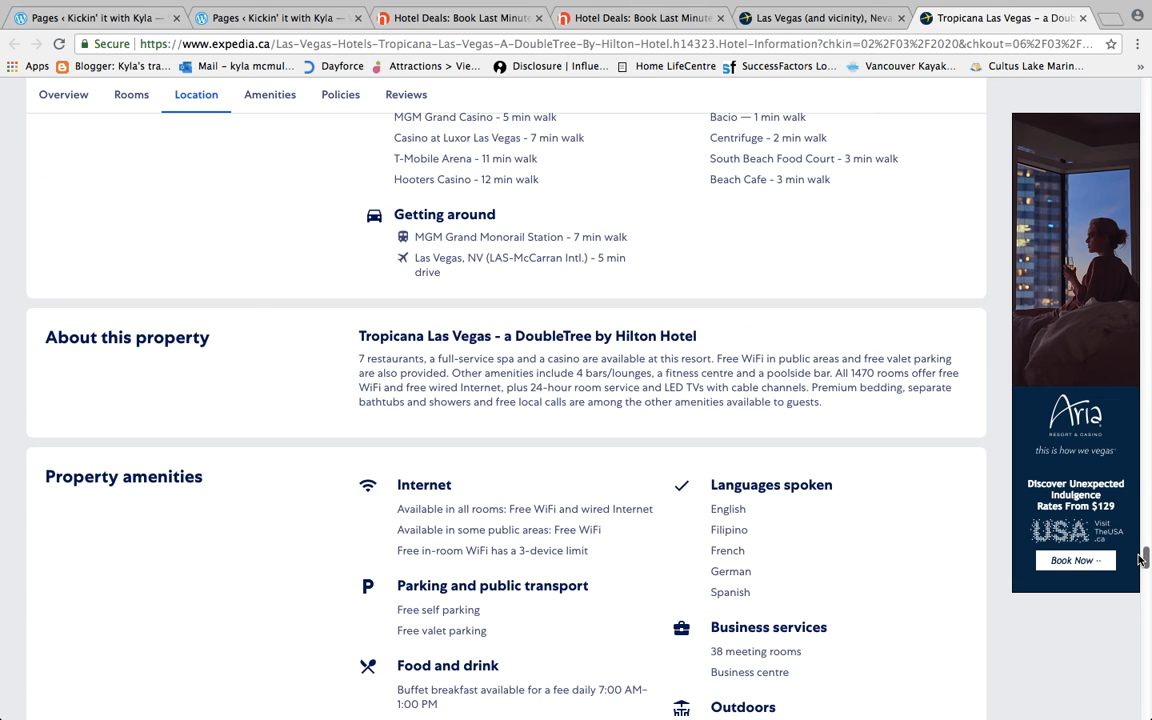 Pages ‹ Kickin' it with Kyla —
Pages ‹ Kickin' it with Kyla —
Hotel Deals: Book Last Minute
Hotel Deals: Book Last Minute
Las Vegas (and vicinity), Neva
Tropicana Las Vegas – a Doub
Secure
https://www.expedia.ca/Las-Vegas-Hotels-Tropicana-Las-Vegas-A-DoubleTree-By-Hilton-Hotel.h14323.Hotel-Information?chkin=02%2F03%2F2020&chkout=06%2F03%2F...
Apps
Blogger: Kyla's tra...
Mail – kyla mcmul...
Dayforce
Attractions > Vie...
Disclosure | Influe...
Home LifeCentre
SuccessFactors Lo...
Vancouver Kayak...
Cultus Lake Marin...
»
Overview
Rooms
Location
Amenities
Policies
Reviews
MGM Grand Casino - 5 min walk
Casino at Luxor Las Vegas - 7 min walk
T-Mobile Arena - 11 min walk
Hooters Casino - 12 min walk
Bacio — 1 min walk
Centrifuge - 2 min walk
South Beach Food Court - 3 min walk
Beach Cafe - 3 min walk
Getting around
MGM Grand Monorail Station - 7 min walk
Las Vegas, NV (LAS-McCarran Intl.) - 5 min
drive
About this property
Tropicana Las Vegas - a DoubleTree by Hilton Hotel
7 restaurants, a full-service spa and a casino are available at this resort. Free WiFi in public areas and free valet parking
are also provided. Other amenities include 4 bars/lounges, a fitness centre and a poolside bar. All 1470 rooms offer free
WiFi and free wired Internet, plus 24-hour room service and LED TVs with cable channels. Premium bedding, separate
bathtubs and showers and free local calls are among the other amenities available to guests.
Property amenities
Internet
Available in all rooms: Free WiFi and wired Internet
Available in some public areas: Free WiFi
Free in-room WiFi has a 3-device limit
P
Parking and public transport
Free self parking
Free valet parking
Food and drink
Buffet breakfast available for a fee daily 7:00 AM–
1:00 PM
Languages spoken
English
Filipino
French
German
Spanish
Business services
38 meeting rooms
Business centre
Outdoors
Aria
RESORT & CASINO
this is how we vegas
Discover Unexpected
Indulgence
Rates From $129
USA
Visit
TheUSA
.ca
Book Now